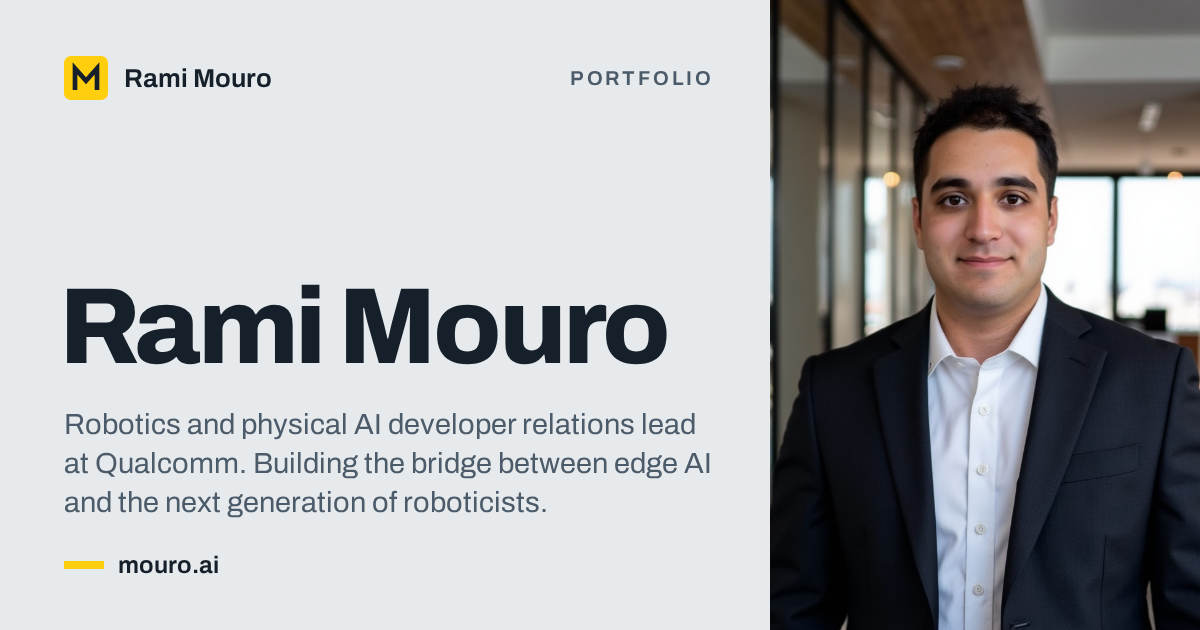 M
Rami Mouro
PORTFOLIO
Rami Mouro
Robotics and physical AI developer relations lead
at Qualcomm. Building the bridge between edge AI
and the next generation of roboticists.
mouro.ai